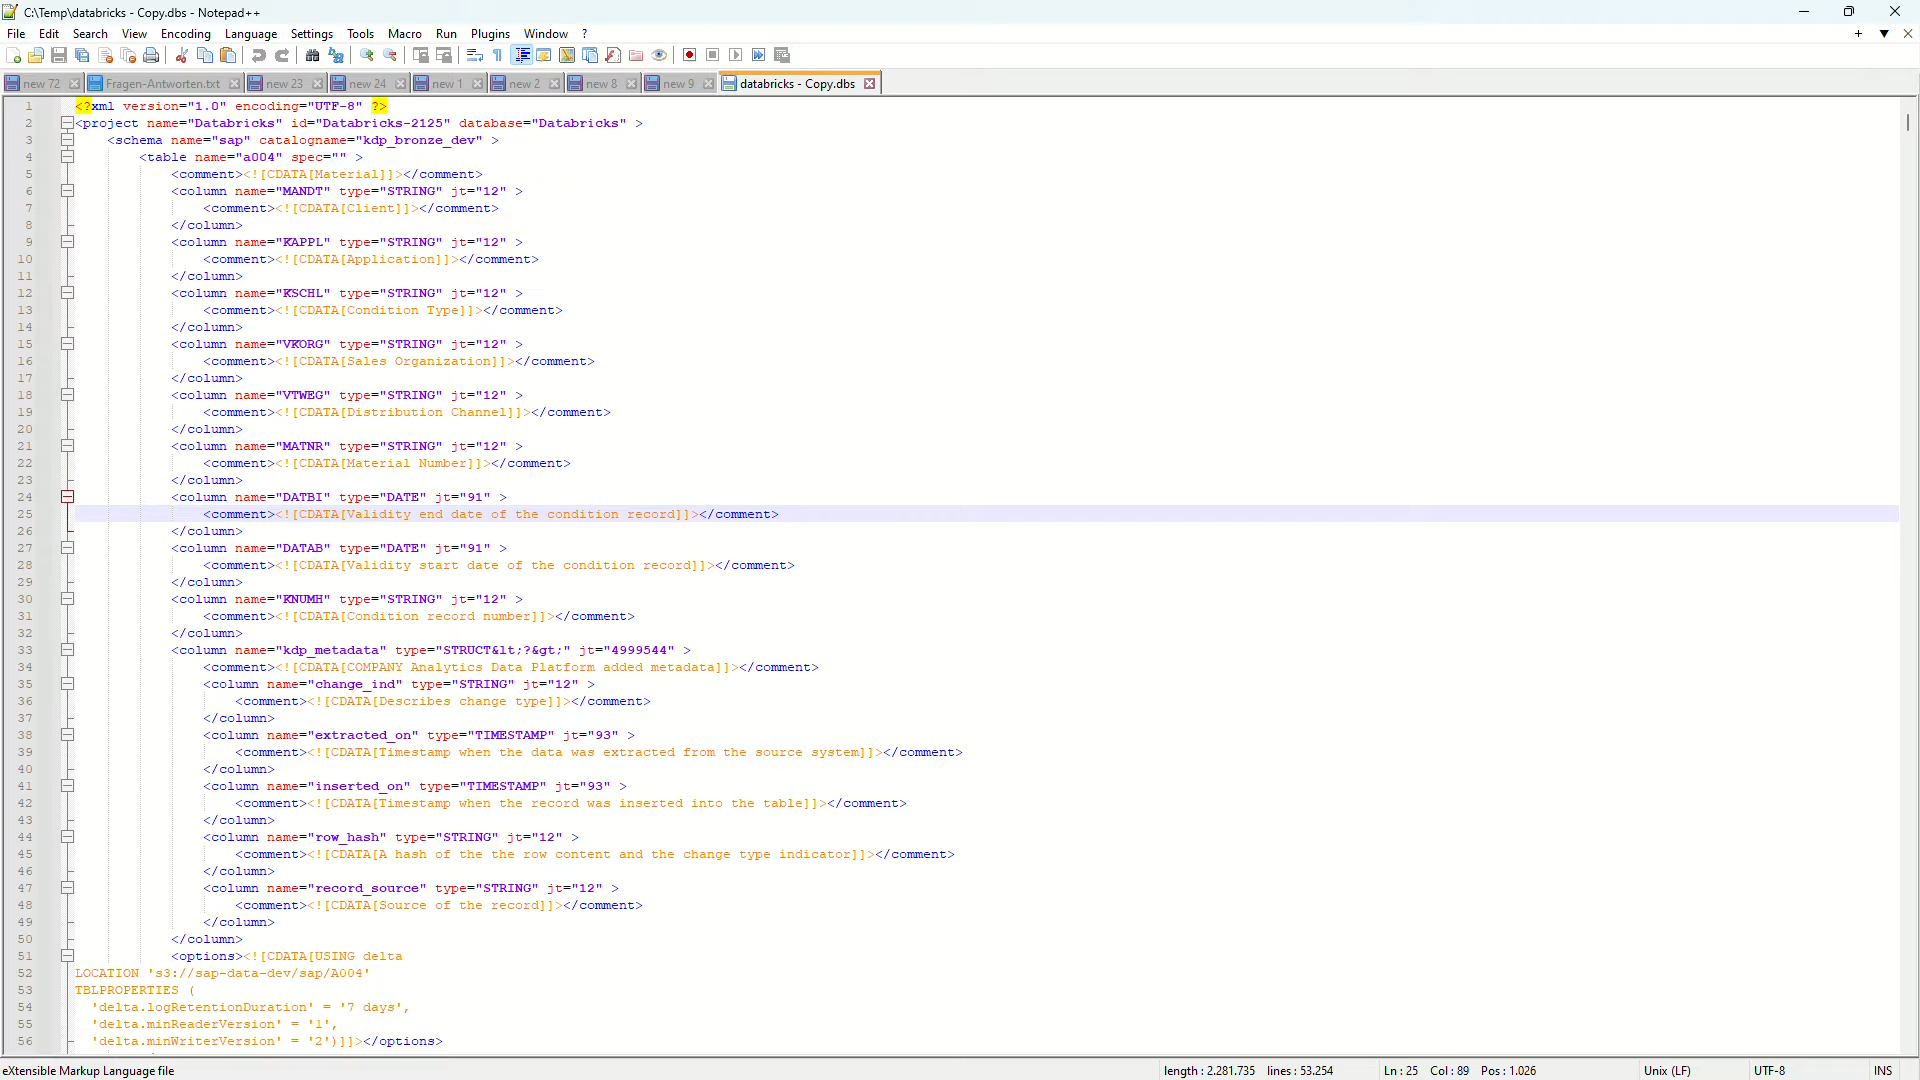 C:\Temp\databricks - Copy.dbs - Notepad++
File Edit Search View Encoding Language Settings Tools Macro Run Plugins Window ?
new 72 Fragen-Antworten.txt new 23 new 24 new 1 new 2 new 8 new 9 databricks - Copy.dbs
1 <?xml version="1.0" encoding="UTF-8" ?>
2 <project name="Databricks" id="Databricks-2125" database="Databricks" >
3 <schema name="sap" catalogname="kdp_bronze_dev" >
4 <table name="a004" spec="" >
5 <comment><![CDATA[Material]]></comment>
6 <column name="MANDT" type="STRING" jt="12" >
7 <comment><![CDATA[Client]]></comment>
8 </column>
9 <column name="KAPPL" type="STRING" jt="12" >
10 <comment><![CDATA[Application]]></comment>
11 </column>
12 <column name="KSCHL" type="STRING" jt="12" >
13 <comment><![CDATA[Condition Type]]></comment>
14 </column>
15 <column name="VKORG" type="STRING" jt="12" >
16 <comment><![CDATA[Sales Organization]]></comment>
17 </column>
18 <column name="VTWEG" type="STRING" jt="12" >
19 <comment><![CDATA[Distribution Channel]]></comment>
20 </column>
21 <column name="MATNR" type="STRING" jt="12" >
22 <comment><![CDATA[Material Number]]></comment>
23 </column>
24 <column name="DATBI" type="DATE" jt="91" >
25 <comment><![CDATA[Validity end date of the condition record]]></comment>
26 </column>
27 <column name="DATAB" type="DATE" jt="91" >
28 <comment><![CDATA[Validity start date of the condition record]]></comment>
29 </column>
30 <column name="KNUMH" type="STRING" jt="12" >
31 <comment><![CDATA[Condition record number]]></comment>
32 </column>
33 <column name="kdp_metadata" type="STRUCT&lt;?&gt;" jt="4999544" >
34 <comment><![CDATA[COMPANY Analytics Data Platform added metadata]]></comment>
35 <column name="change_ind" type="STRING" jt="12" >
36 <comment><![CDATA[Describes change type]]></comment>
37 </column>
38 <column name="extracted_on" type="TIMESTAMP" jt="93" >
39 <comment><![CDATA[Timestamp when the data was extracted from the source system]]></comment>
40 </column>
41 <column name="inserted_on" type="TIMESTAMP" jt="93" >
42 <comment><![CDATA[Timestamp when the record was inserted into the table]]></comment>
43 </column>
44 <column name="row_hash" type="STRING" jt="12" >
45 <comment><![CDATA[A hash of the the row content and the change type indicator]]></comment>
46 </column>
47 <column name="record_source" type="STRING" jt="12" >
48 <comment><![CDATA[Source of the record]]></comment>
49 </column>
50 </column>
51 <options><![CDATA[USING delta
52 LOCATION 's3://sap-data-dev/sap/A004'
53 TBLPROPERTIES (
54 'delta.logRetentionDuration' = '7 days',
55 'delta.minReaderVersion' = '1',
56 'delta.minWriterVersion' = '2')]]></options>
eXtensible Markup Language file length : 2.281.735 lines : 53.254 Ln : 25 Col : 89 Pos : 1.026 Unix (LF) UTF-8 INS